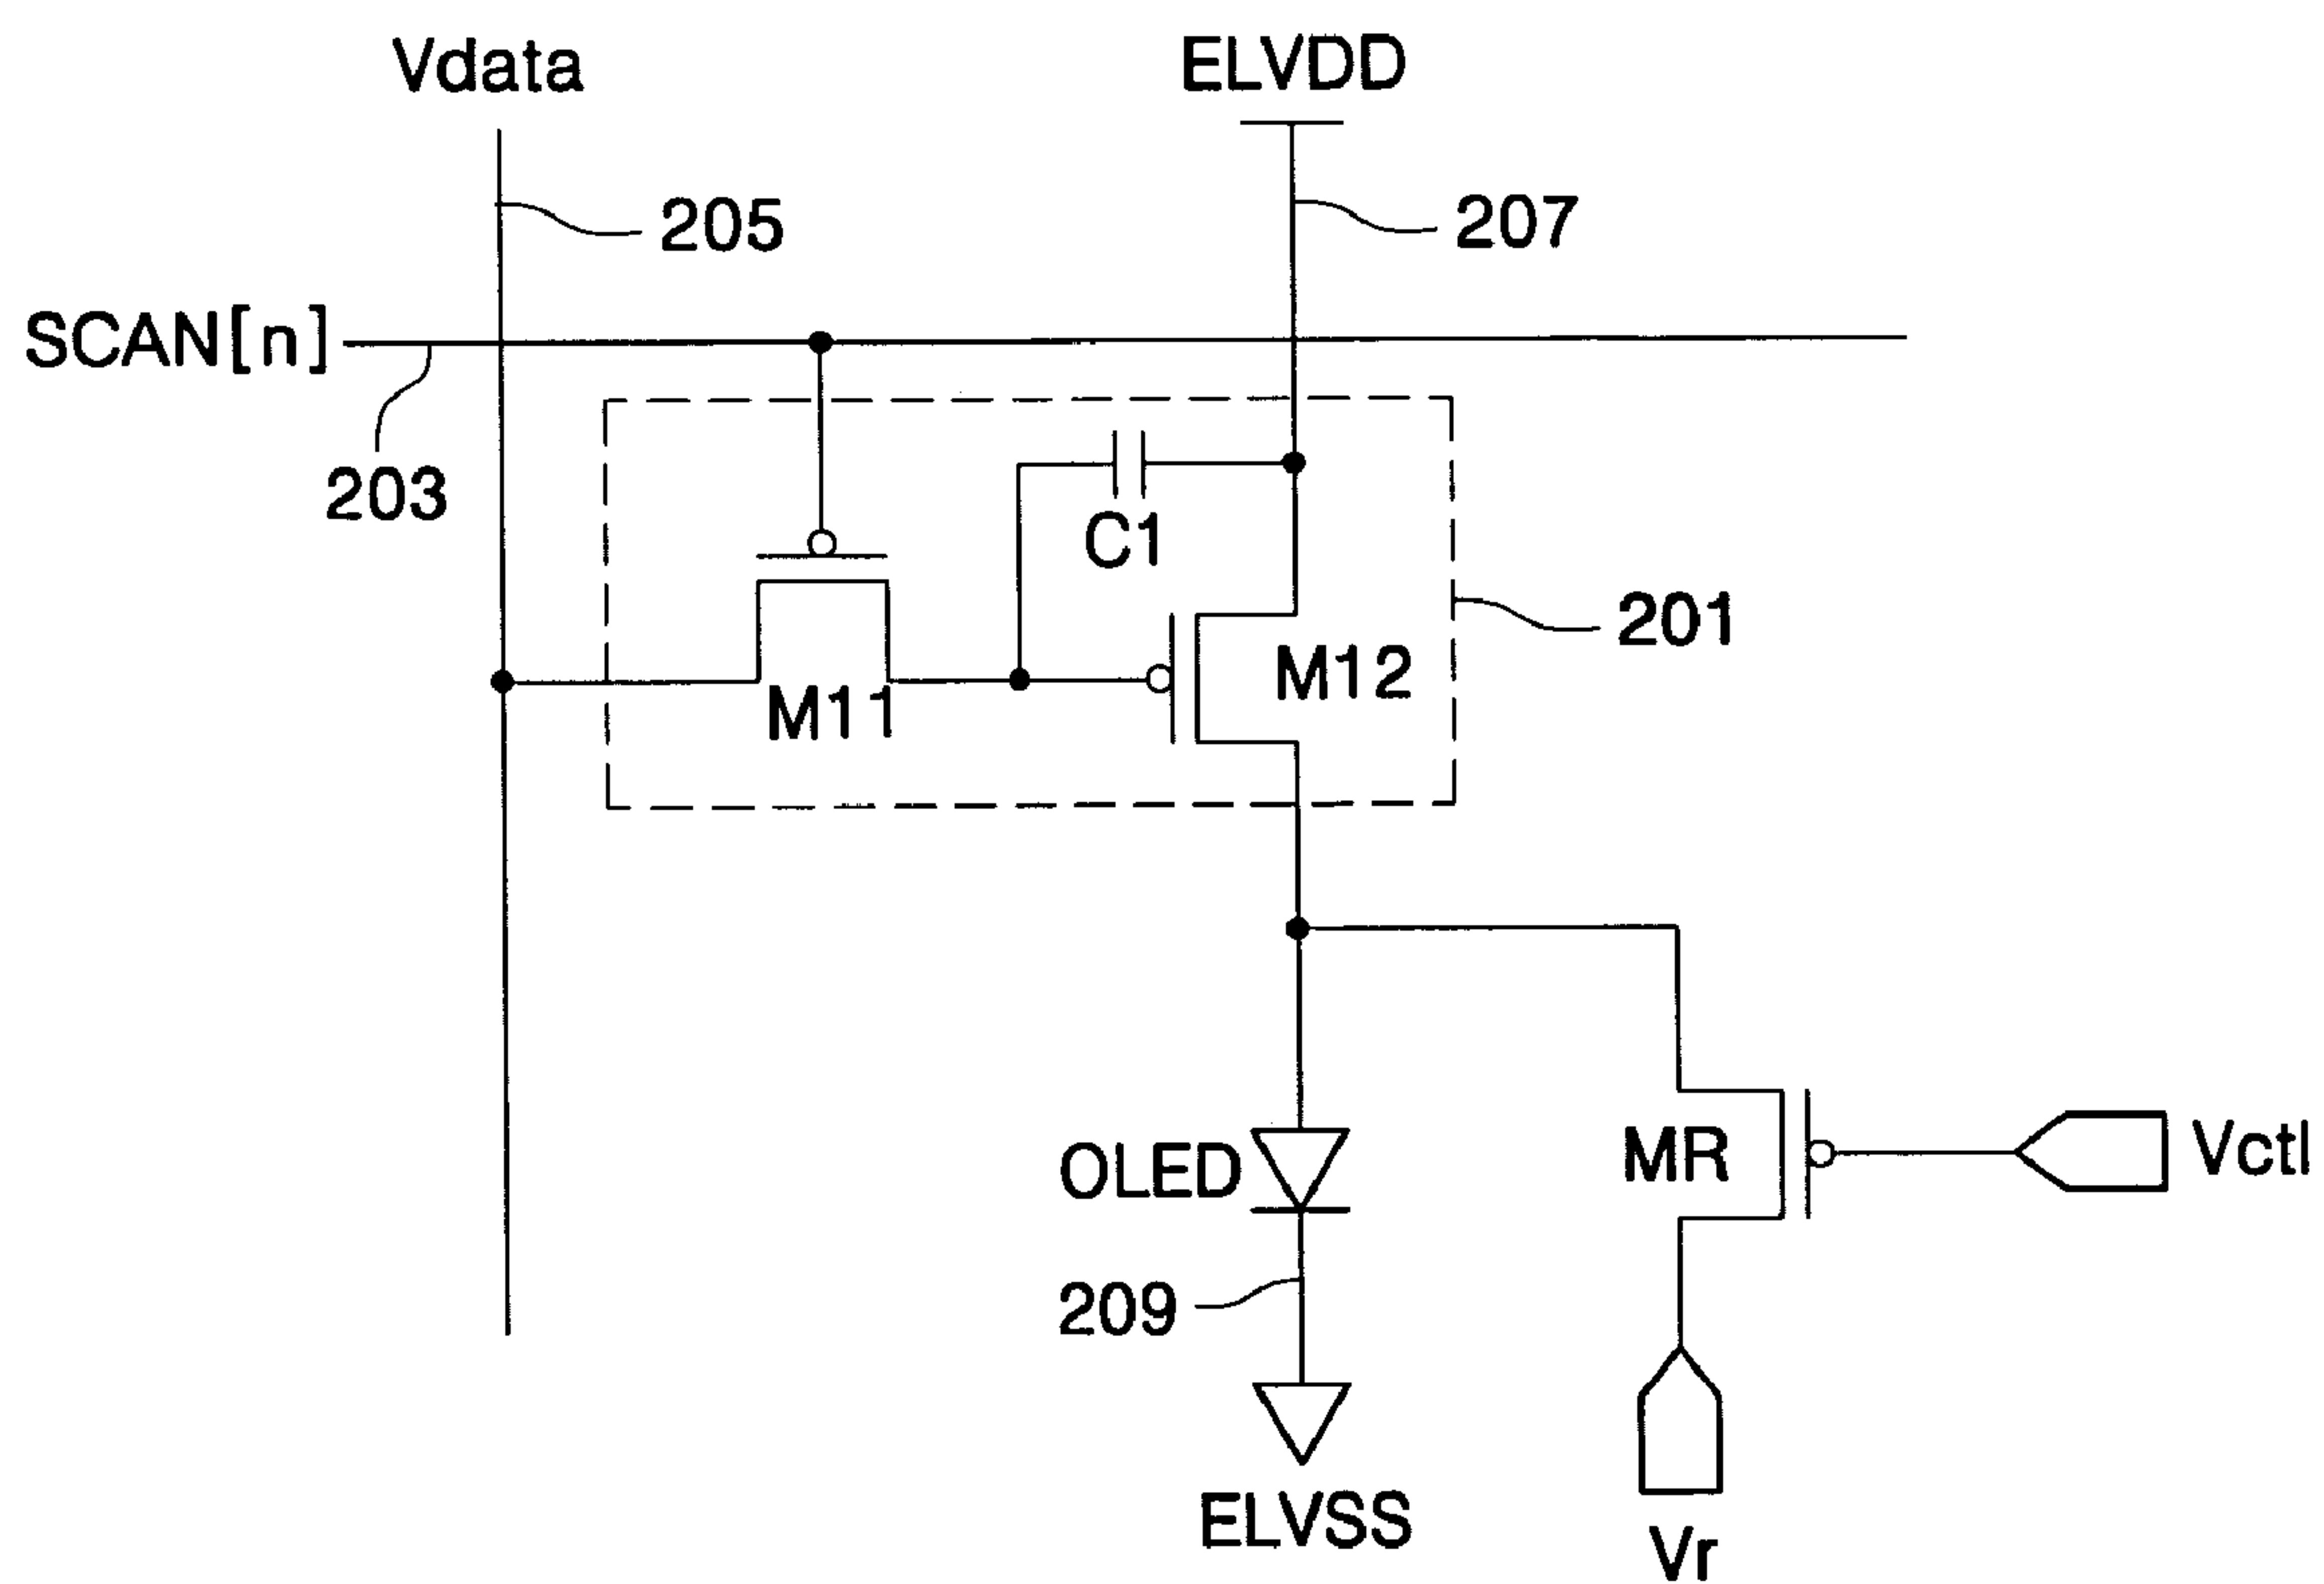 Vdata
ELVDD
205
207
SCAN[n]
203
C1
201
M12
M11
OLED
MR
Vctl
209
ELVSS
Vr